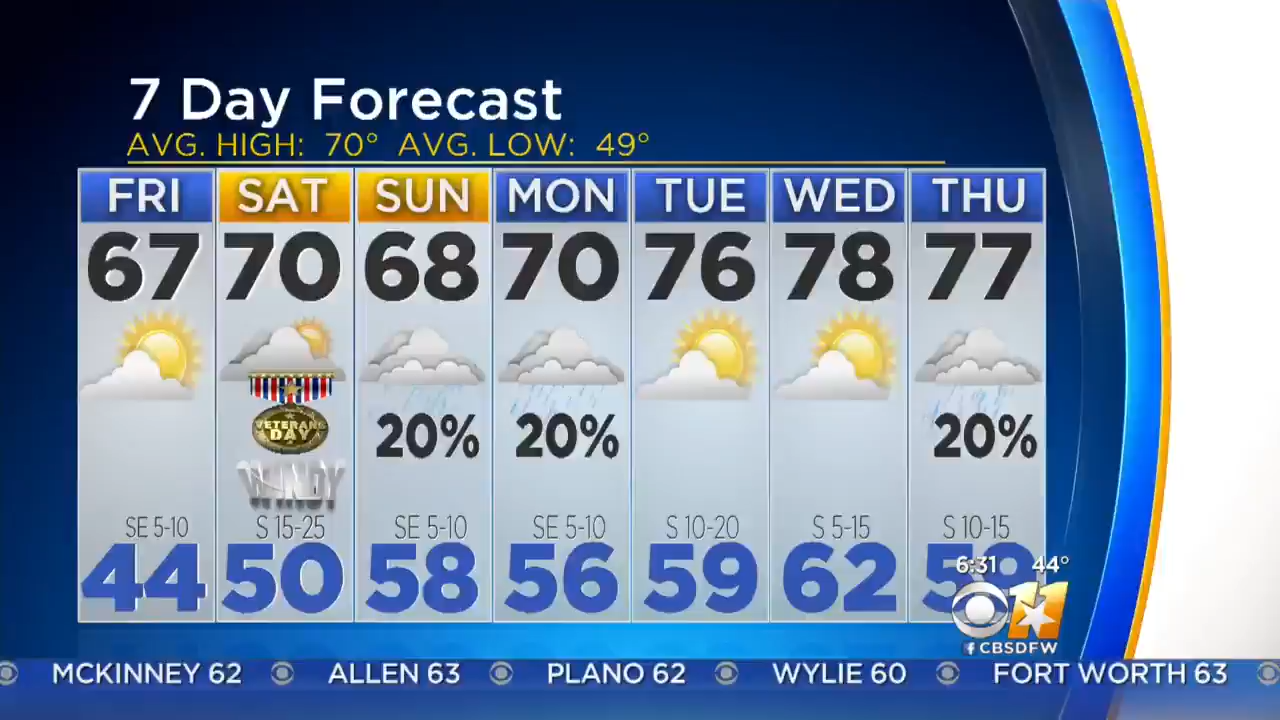 7 Day Forecast
AVG. HIGH: 70° AVG. LOW: 49°
FRI SAT SUN MON TUE WED THU
67 70 68 70 76 78 77
VETERANS
DAY
20% 20% 20%
WINDY
SE 5-10 S 15-25 SE 5-10 SE 5-10 S 10-20 S 5-15 S 10-15
44 50 58 56 59 62
6:31 44°
11
CBSDFW
MCKINNEY 62 ALLEN 63 PLANO 62 WYLIE 60 FORT WORTH 63